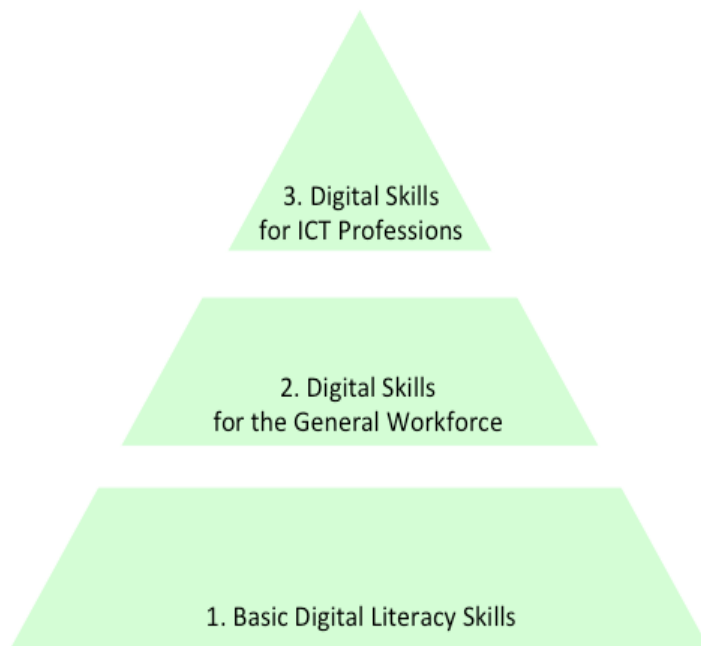 3. Digital Skills
for ICT Professions
2. Digital Skills
for the General Workforce
1. Basic Digital Literacy Skills